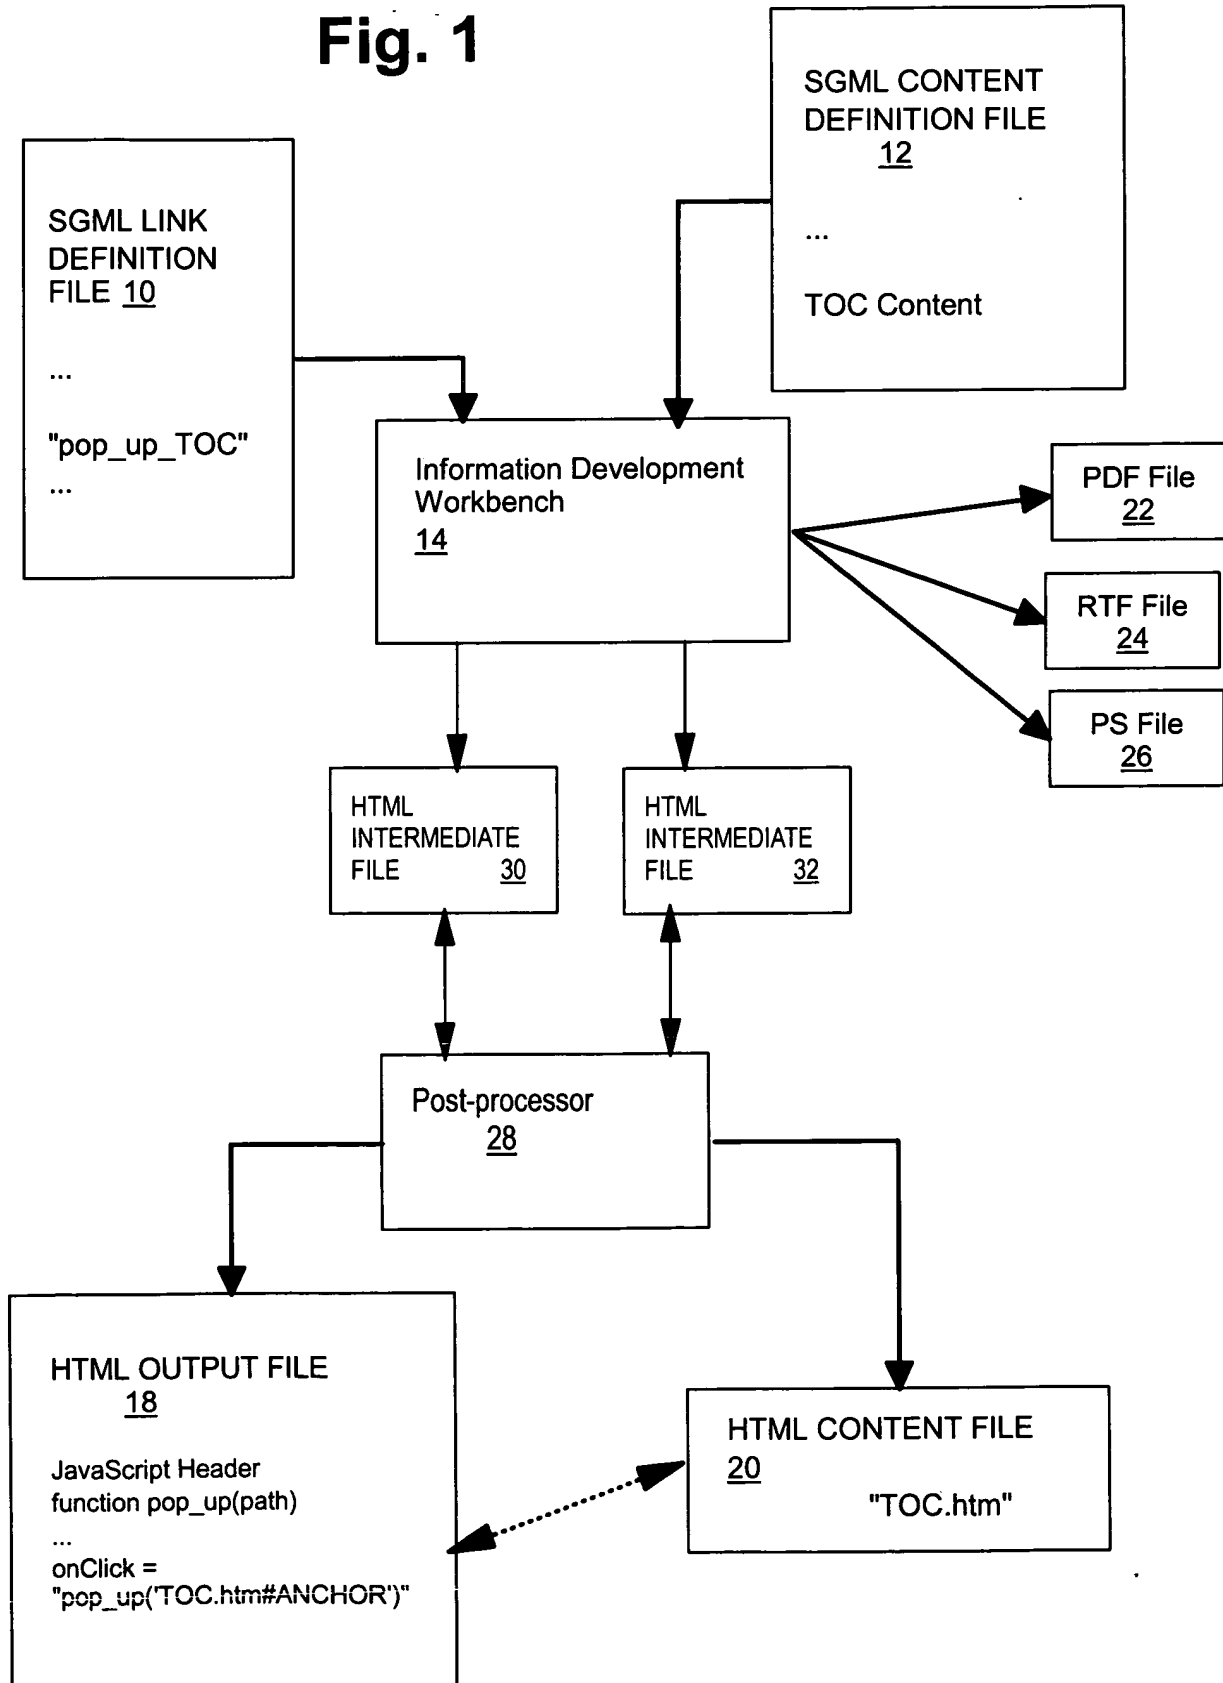 Fig. 1
SGML CONTENT
DEFINITION FILE
12
...
TOC Content
SGML LINK
DEFINITION
FILE 10
...
"pop_up_TOC"
...
Information Development
Workbench
14
PDF File
22
RTF File
24
PS File
26
HTML
INTERMEDIATE
FILE 30
HTML
INTERMEDIATE
FILE 32
Post-processor
28
HTML OUTPUT FILE
18
JavaScript Header
function pop_up(path)
...
onClick =
"pop_up('TOC.htm#ANCHOR')"
HTML CONTENT FILE
20
"TOC.htm"